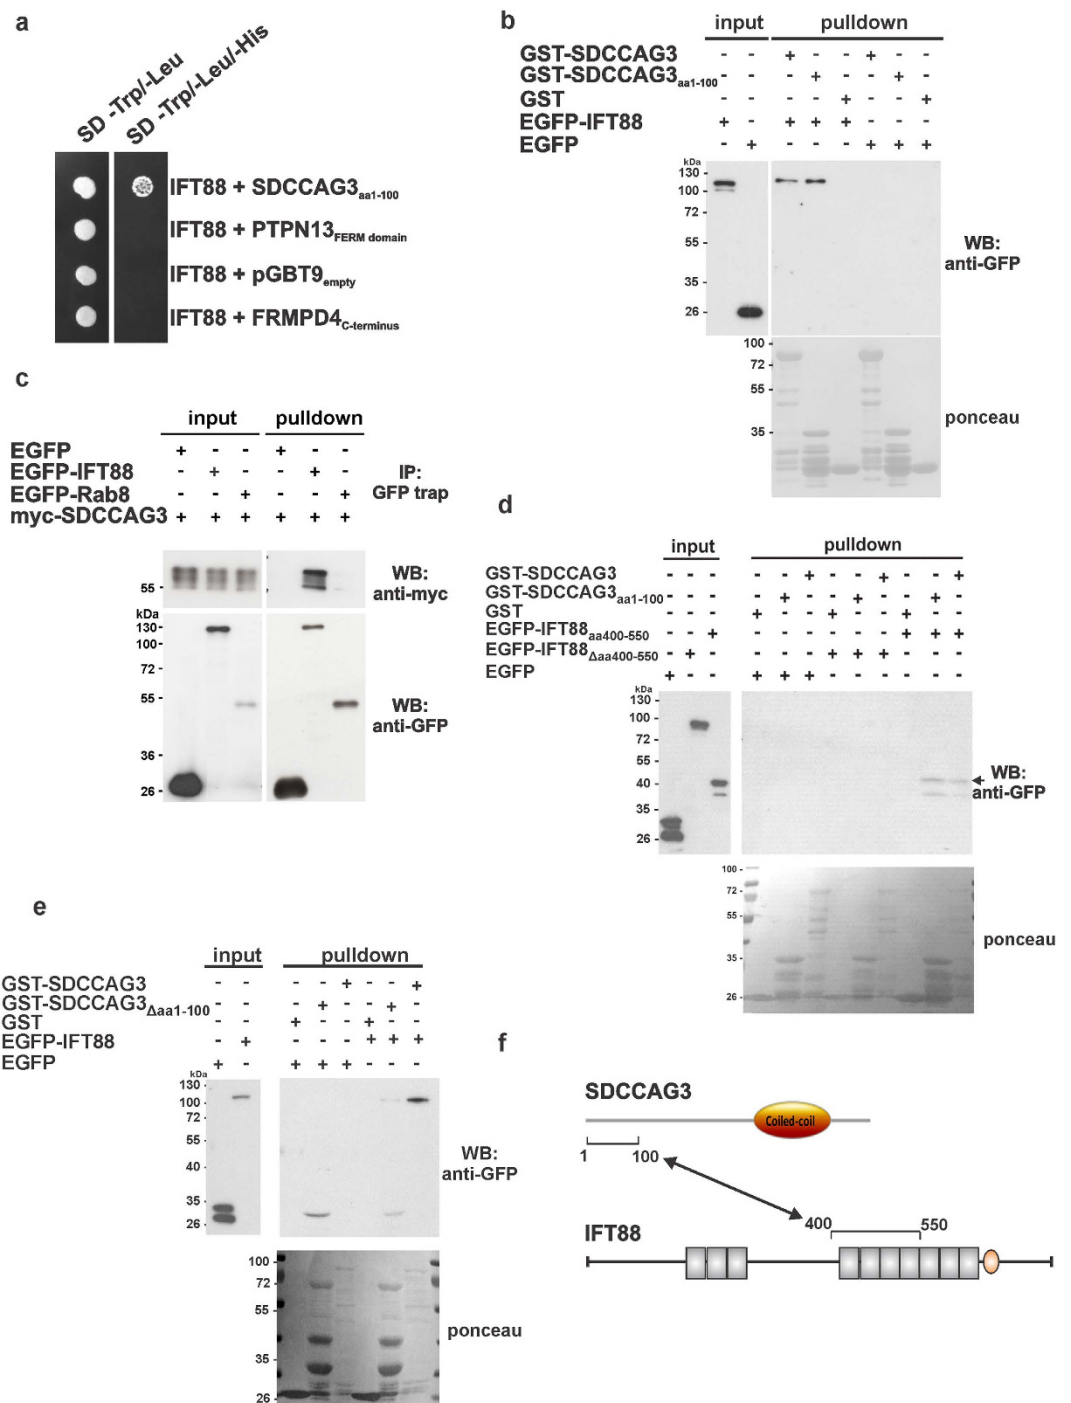 a
SD -Trp/-Leu
SD -Trp/-Leu/-His
IFT88 + SDCCAG3aa1-100
IFT88 + PTPN13FERM domain
IFT88 + pGBT9empty
IFT88 + FRMPD4C-terminus
b
input pulldown
GST-SDCCAG3 - - + - - + - -
GST-SDCCAG3aa1-100 - - - + - - + -
GST - - - - + - - +
EGFP-IFT88 + - + + + - - -
EGFP - + - - - + + +
kDa
130
100
72
55
35
26
WB:
anti-GFP
100
72
55
35
ponceau
c
input pulldown
EGFP + - - + - -
EGFP-IFT88 - + - - + -
EGFP-Rab8 - - + - - +
myc-SDCCAG3 + + + + + +
IP:
GFP trap
55
WB:
anti-myc
kDa
130
100
72
55
36
26
WB:
anti-GFP
d
input pulldown
GST-SDCCAG3 - - - - - + - - + - - +
GST-SDCCAG3aa1-100 - - - - + - - + - - + -
GST - - - + - - + - - + - -
EGFP-IFT88aa400-550 - - + - - - - - - + + +
EGFP-IFT88Δaa400-550 - + - - - - + + + - - -
EGFP + - - + + + - - - - - -
kDa
130
100
72
55
40
35
26
WB:
anti-GFP
100
72
55
35
26
ponceau
e
input pulldown
GST-SDCCAG3 - - - - + - - +
GST-SDCCAG3Δaa1-100 - - - + - - + -
GST - - + - - + - -
EGFP-IFT88 - + - - - + + +
EGFP + - + + + - - -
kDa
130
100
72
55
40
35
26
WB:
anti-GFP
100
72
55
35
26
ponceau
f
SDCCAG3
Coiled-coil
1 100
400 550
IFT88